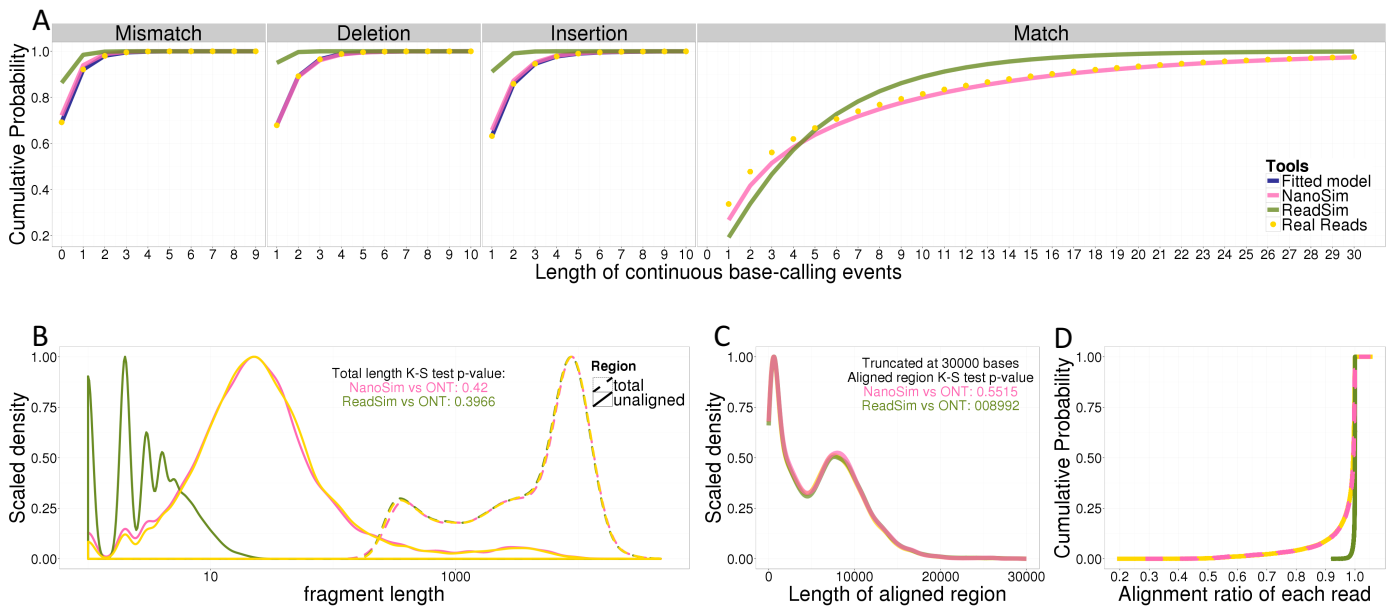 A
Mismatch Deletion Insertion Match
Cumulative Probability
1.0
0.8
0.6
0.4
0.2
0 1 2 3 4 5 6 7 8 9 1 2 3 4 5 6 7 8 9 10 1 2 3 4 5 6 7 8 9 10 0 1 2 3 4 5 6 7 8 9 10 11 12 13 14 15 16 17 18 19 20 21 22 23 24 25 26 27 28 29 30
Length of continuous base-calling events
Tools
Fitted model
NanoSim
ReadSim
Real Reads
B
Scaled density
1.00
0.75
0.50
0.25
0.00
10 1000
fragment length
Total length K-S test p-value:
NanoSim vs ONT: 0.42
ReadSim vs ONT: 0.3966
Region
total
unaligned
C
Scaled density
1.00
0.75
0.50
0.25
0.00
0 10000 20000 30000
Length of aligned region
Truncated at 30000 bases
Aligned region K-S test p-value
NanoSim vs ONT: 0.5515
ReadSim vs ONT: 008992
D
Cumulative Probability
1.00
0.75
0.50
0.25
0.00
0.2 0.3 0.4 0.5 0.6 0.7 0.8 0.9 1.0
Alignment ratio of each read